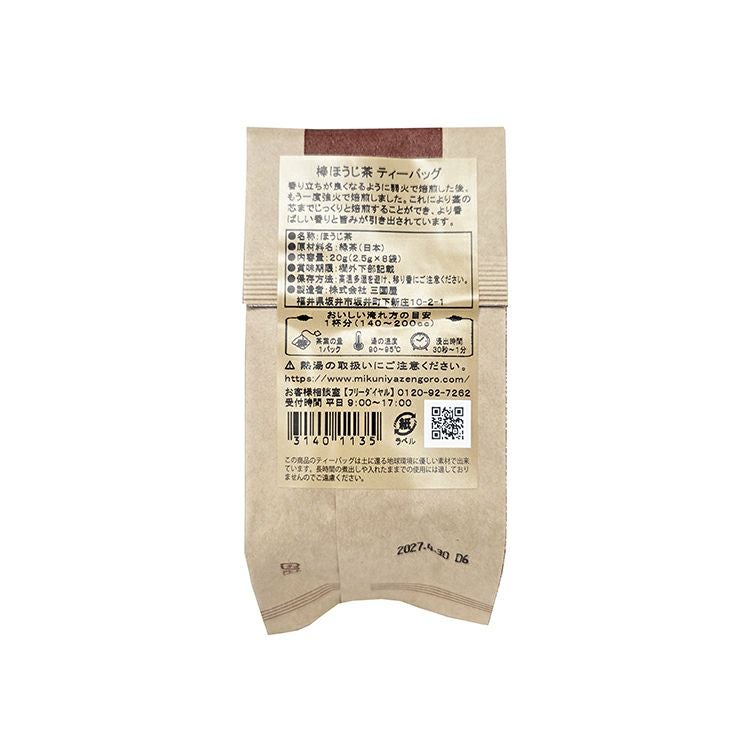 棒ほうじ茶 ティーバッグ
香り立ちが良くなるように弱火で焙煎した後、
もう一度強火で焙煎しました。これにより茎の
芯までじっくりと焙煎することができ、より香
ばしい香りと旨みが引き出されています。
●名称:ほうじ茶
●原材料名:緑茶(日本)
●内容量:20g(2.5g×8袋)
●賞味期限:欄外下部記載
●保存方法:高温多湿を避け、移り香にご注意ください。
●製造者:株式会社 三國屋
福井県坂井市坂井町下新庄10-2-1
おいしい淹れ方の目安
1杯分(140~200cc)
茶葉の量
1パック
湯の温度
90~95℃
浸出時間
30秒~1分
熱湯の取扱いにご注意ください。
https://www.mikuniyazengoro.com/
お客様相談室【フリーダイヤル】0120-92-7262
受付時間 平日 9:00~17:00
3140 1135
紙
ラベル
この商品のティーバッグは土に還る地球環境に優しい素材で出来
ています。長時間の煮出しや入れたままでの使用には適しており
ませんのでご遠慮ください。
2027.4.30 D6